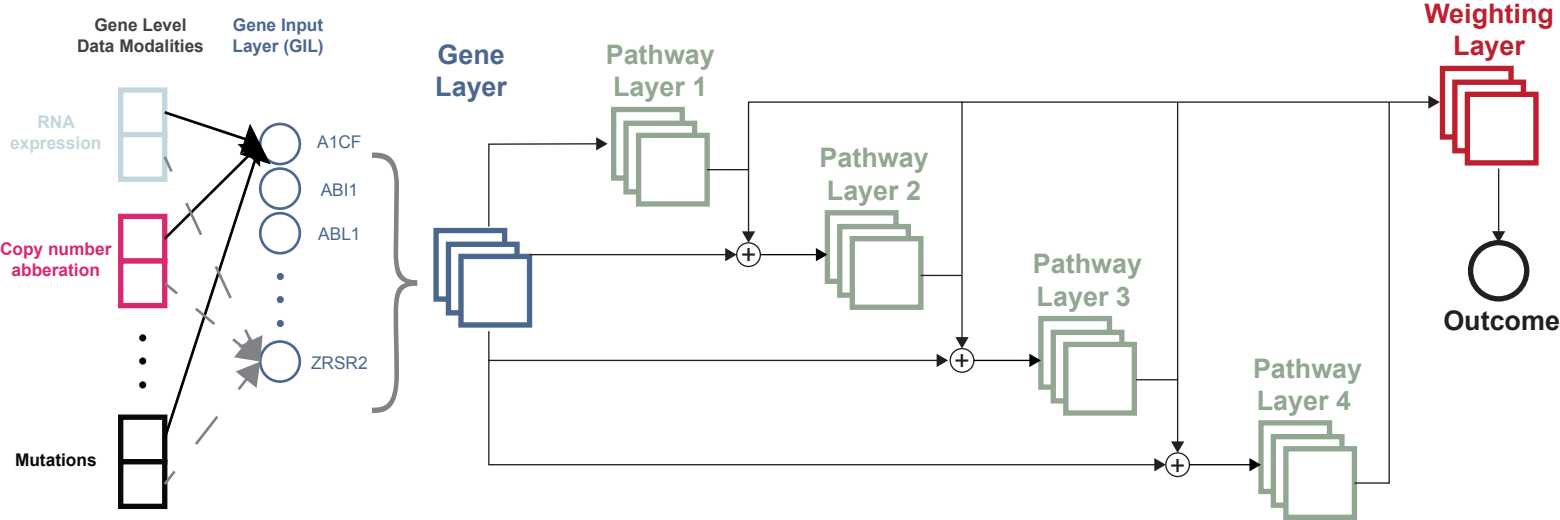 Gene Level
Data Modalities
Gene Input
Layer (GIL)
RNA
expression
Copy number
abberation
Mutations
A1CF
ABI1
ABL1
ZRSR2
Gene
Layer
Pathway
Layer 1
Pathway
Layer 2
Pathway
Layer 3
Pathway
Layer 4
Weighting
Layer
Outcome